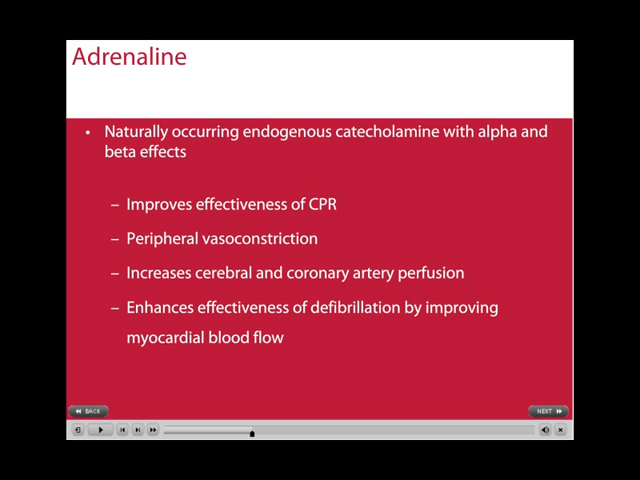 Adrenaline
• Naturally occurring endogenous catecholamine with alpha and
beta effects
– Improves effectiveness of CPR
– Peripheral vasoconstriction
– Increases cerebral and coronary artery perfusion
– Enhances effectiveness of defibrillation by improving
myocardial blood flow
BACK
NEXT